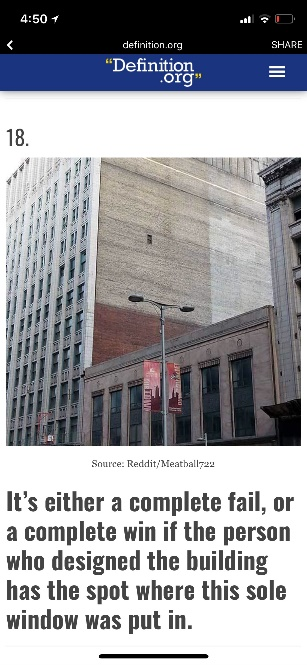 4:50
definition.org
SHARE
“Definition
.org”
18.
Source: Reddit/Meatball722
It’s either a complete fail, or
a complete win if the person
who designed the building
has the spot where this sole
window was put in.